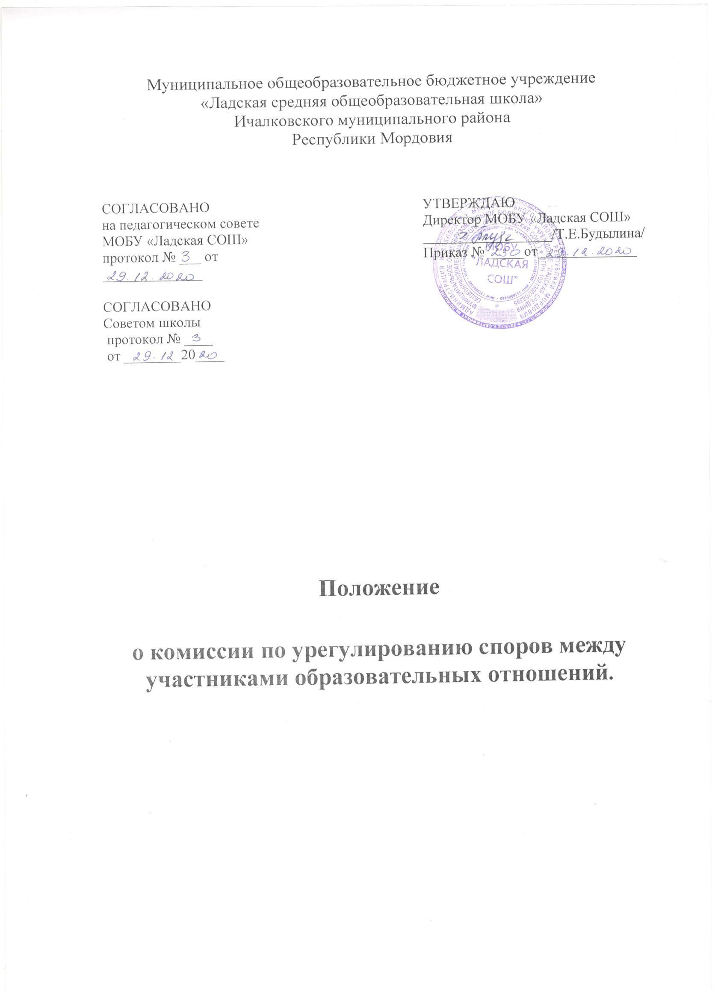 Муниципальное общеобразовательное бюджетное учреждение
«Ладская средняя общеобразовательная школа»
Ичалковского муниципального района
Республики Мордовия
СОГЛАСОВАНО
на педагогическом совете
МОБУ «Ладская СОШ»
протокол № 3 от
29.12.2020
СОГЛАСОВАНО
Советом школы
протокол № 3
от 29.12 2020
УТВЕРЖДАЮ
Директор МОБУ «Ладская СОШ»
/Т.Е.Будылина/
Приказ № 230 от 29.12.2020
МОБУ
"ЛАДСКАЯ
СОШ"
Положение
о комиссии по урегулированию споров между
участниками образовательных отношений.